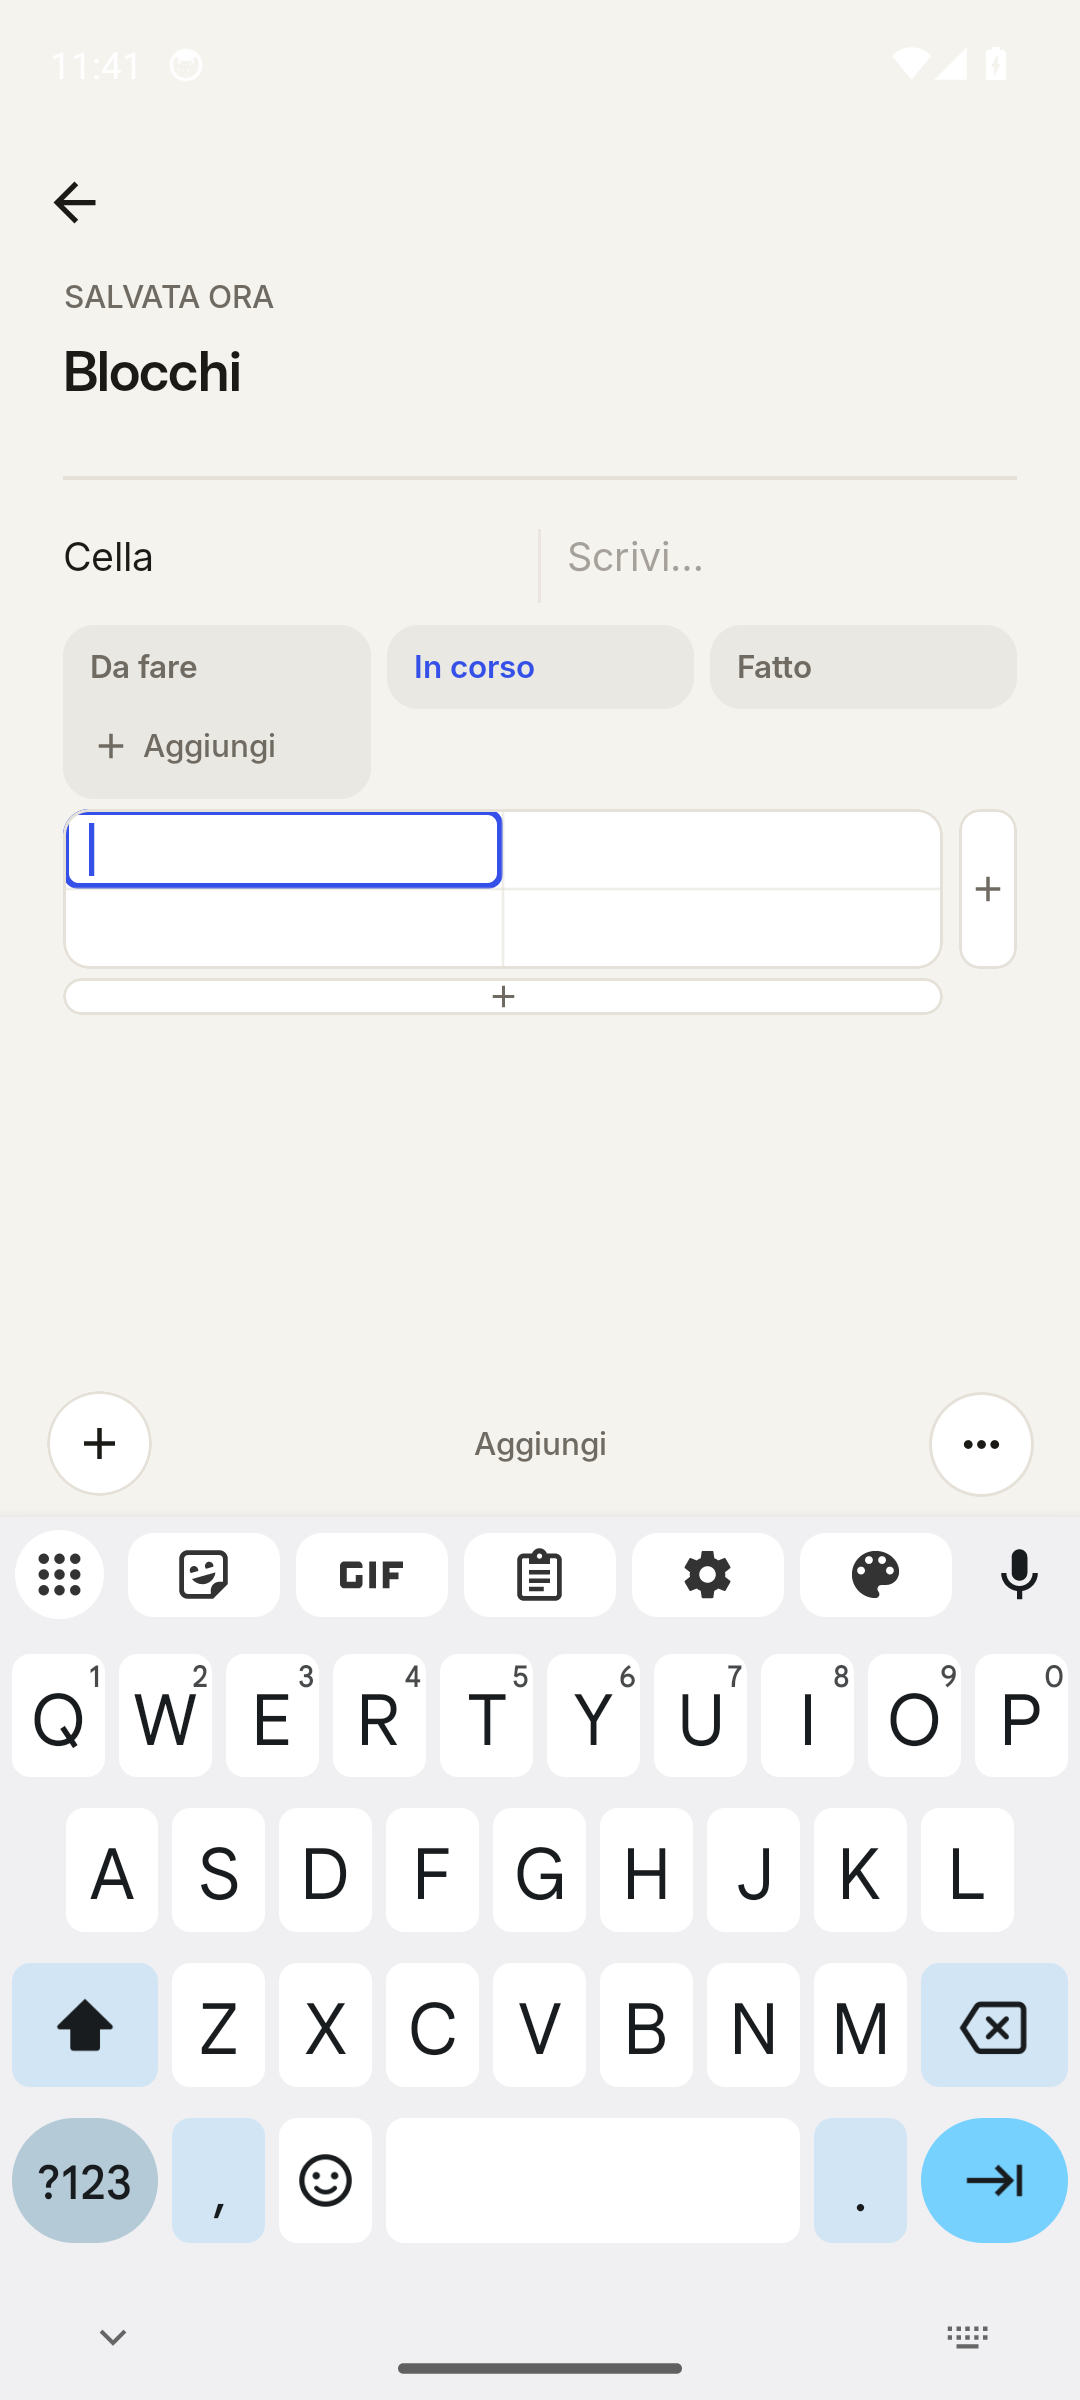 11:41
SALVATA ORA
Blocchi
Cella
Scrivi...
Da fare
In corso
Fatto
+ Aggiungi
+
+
+ Aggiungi
GIF
Q1 W2 E3 R4 T5 Y6 U7 I8 O9 P0
A S D F G H J K L
Z X C V B N M
?123 , .